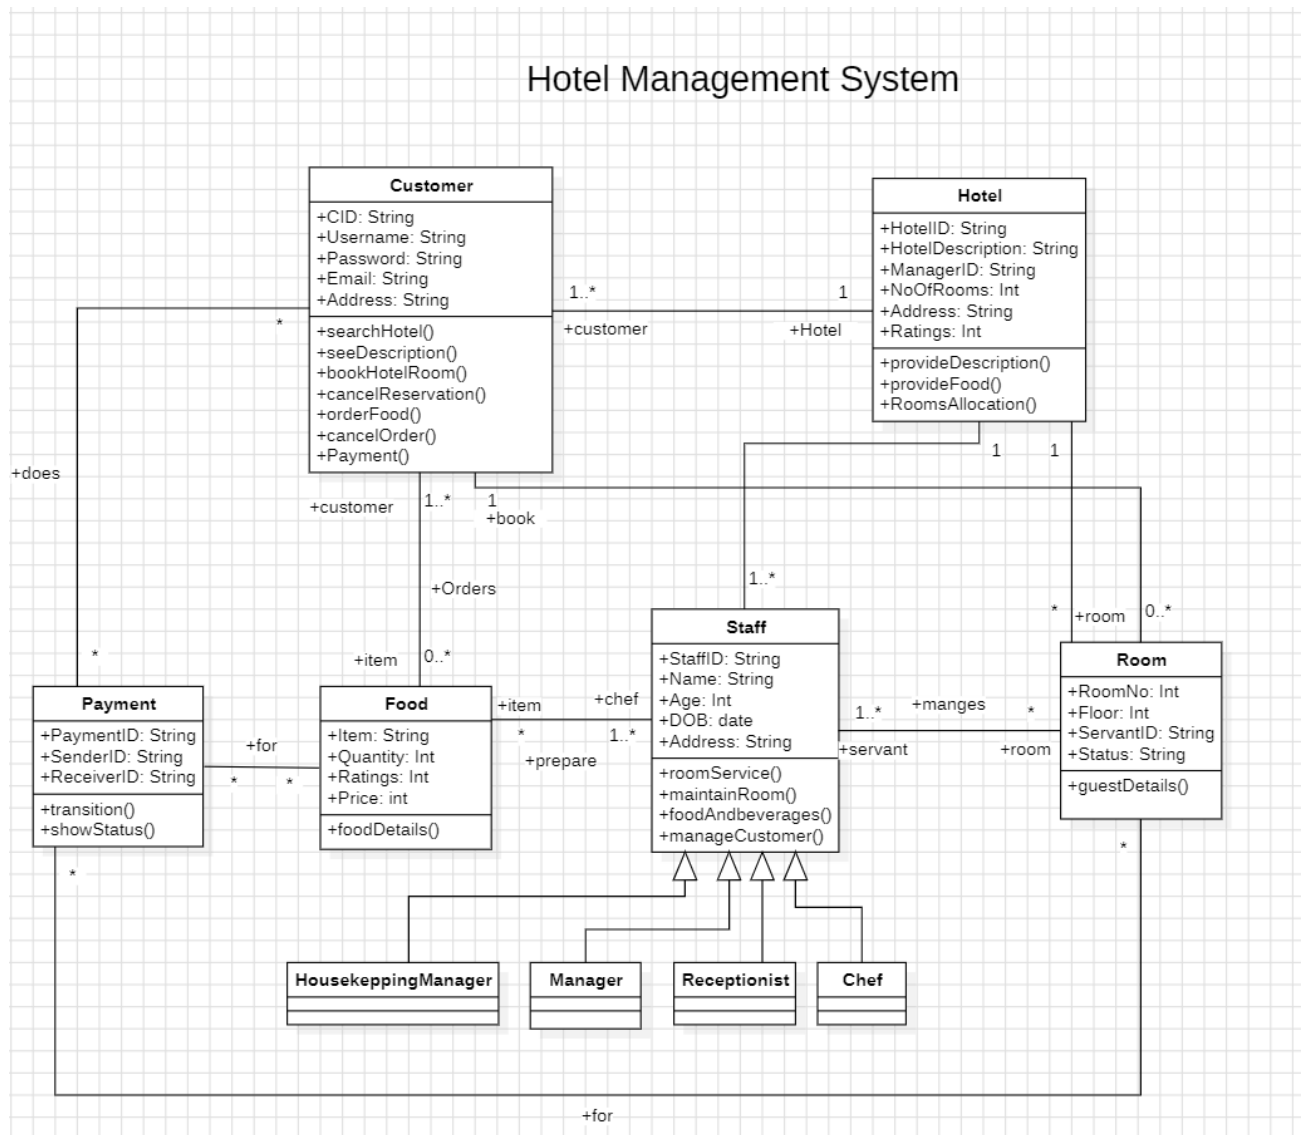 Hotel Management System
Customer
+CID: String
+Username: String
+Password: String
+Email: String
+Address: String
+searchHotel()
+seeDescription()
+bookHotelRoom()
+cancelReservation()
+orderFood()
+cancelOrder()
+Payment()
Hotel
+HotelID: String
+HotelDescription: String
+ManagerID: String
+NoOfRooms: Int
+Address: String
+Ratings: Int
+provideDescription()
+provideFood()
+RoomsAllocation()
1..*
1
+customer
+Hotel
*
+does
*
+customer
1..*
1
+book
+Orders
+item
0..*
1
1
1..*
*
+room
0..*
Payment
+PaymentID: String
+SenderID: String
+ReceiverID: String
+transition()
+showStatus()
+for
*
*
Food
+Item: String
+Quantity: Int
+Ratings: Int
+Price: int
+foodDetails()
+item
+chef
*
1..*
+prepare
Staff
+StaffID: String
+Name: String
+Age: Int
+DOB: date
+Address: String
+roomService()
+maintainRoom()
+foodAndbeverages()
+manageCustomer()
1..*
+manges
*
+servant
+room
Room
+RoomNo: Int
+Floor: Int
+ServantID: String
+Status: String
+guestDetails()
*
*
HousekeppingManager
Manager
Receptionist
Chef
+for